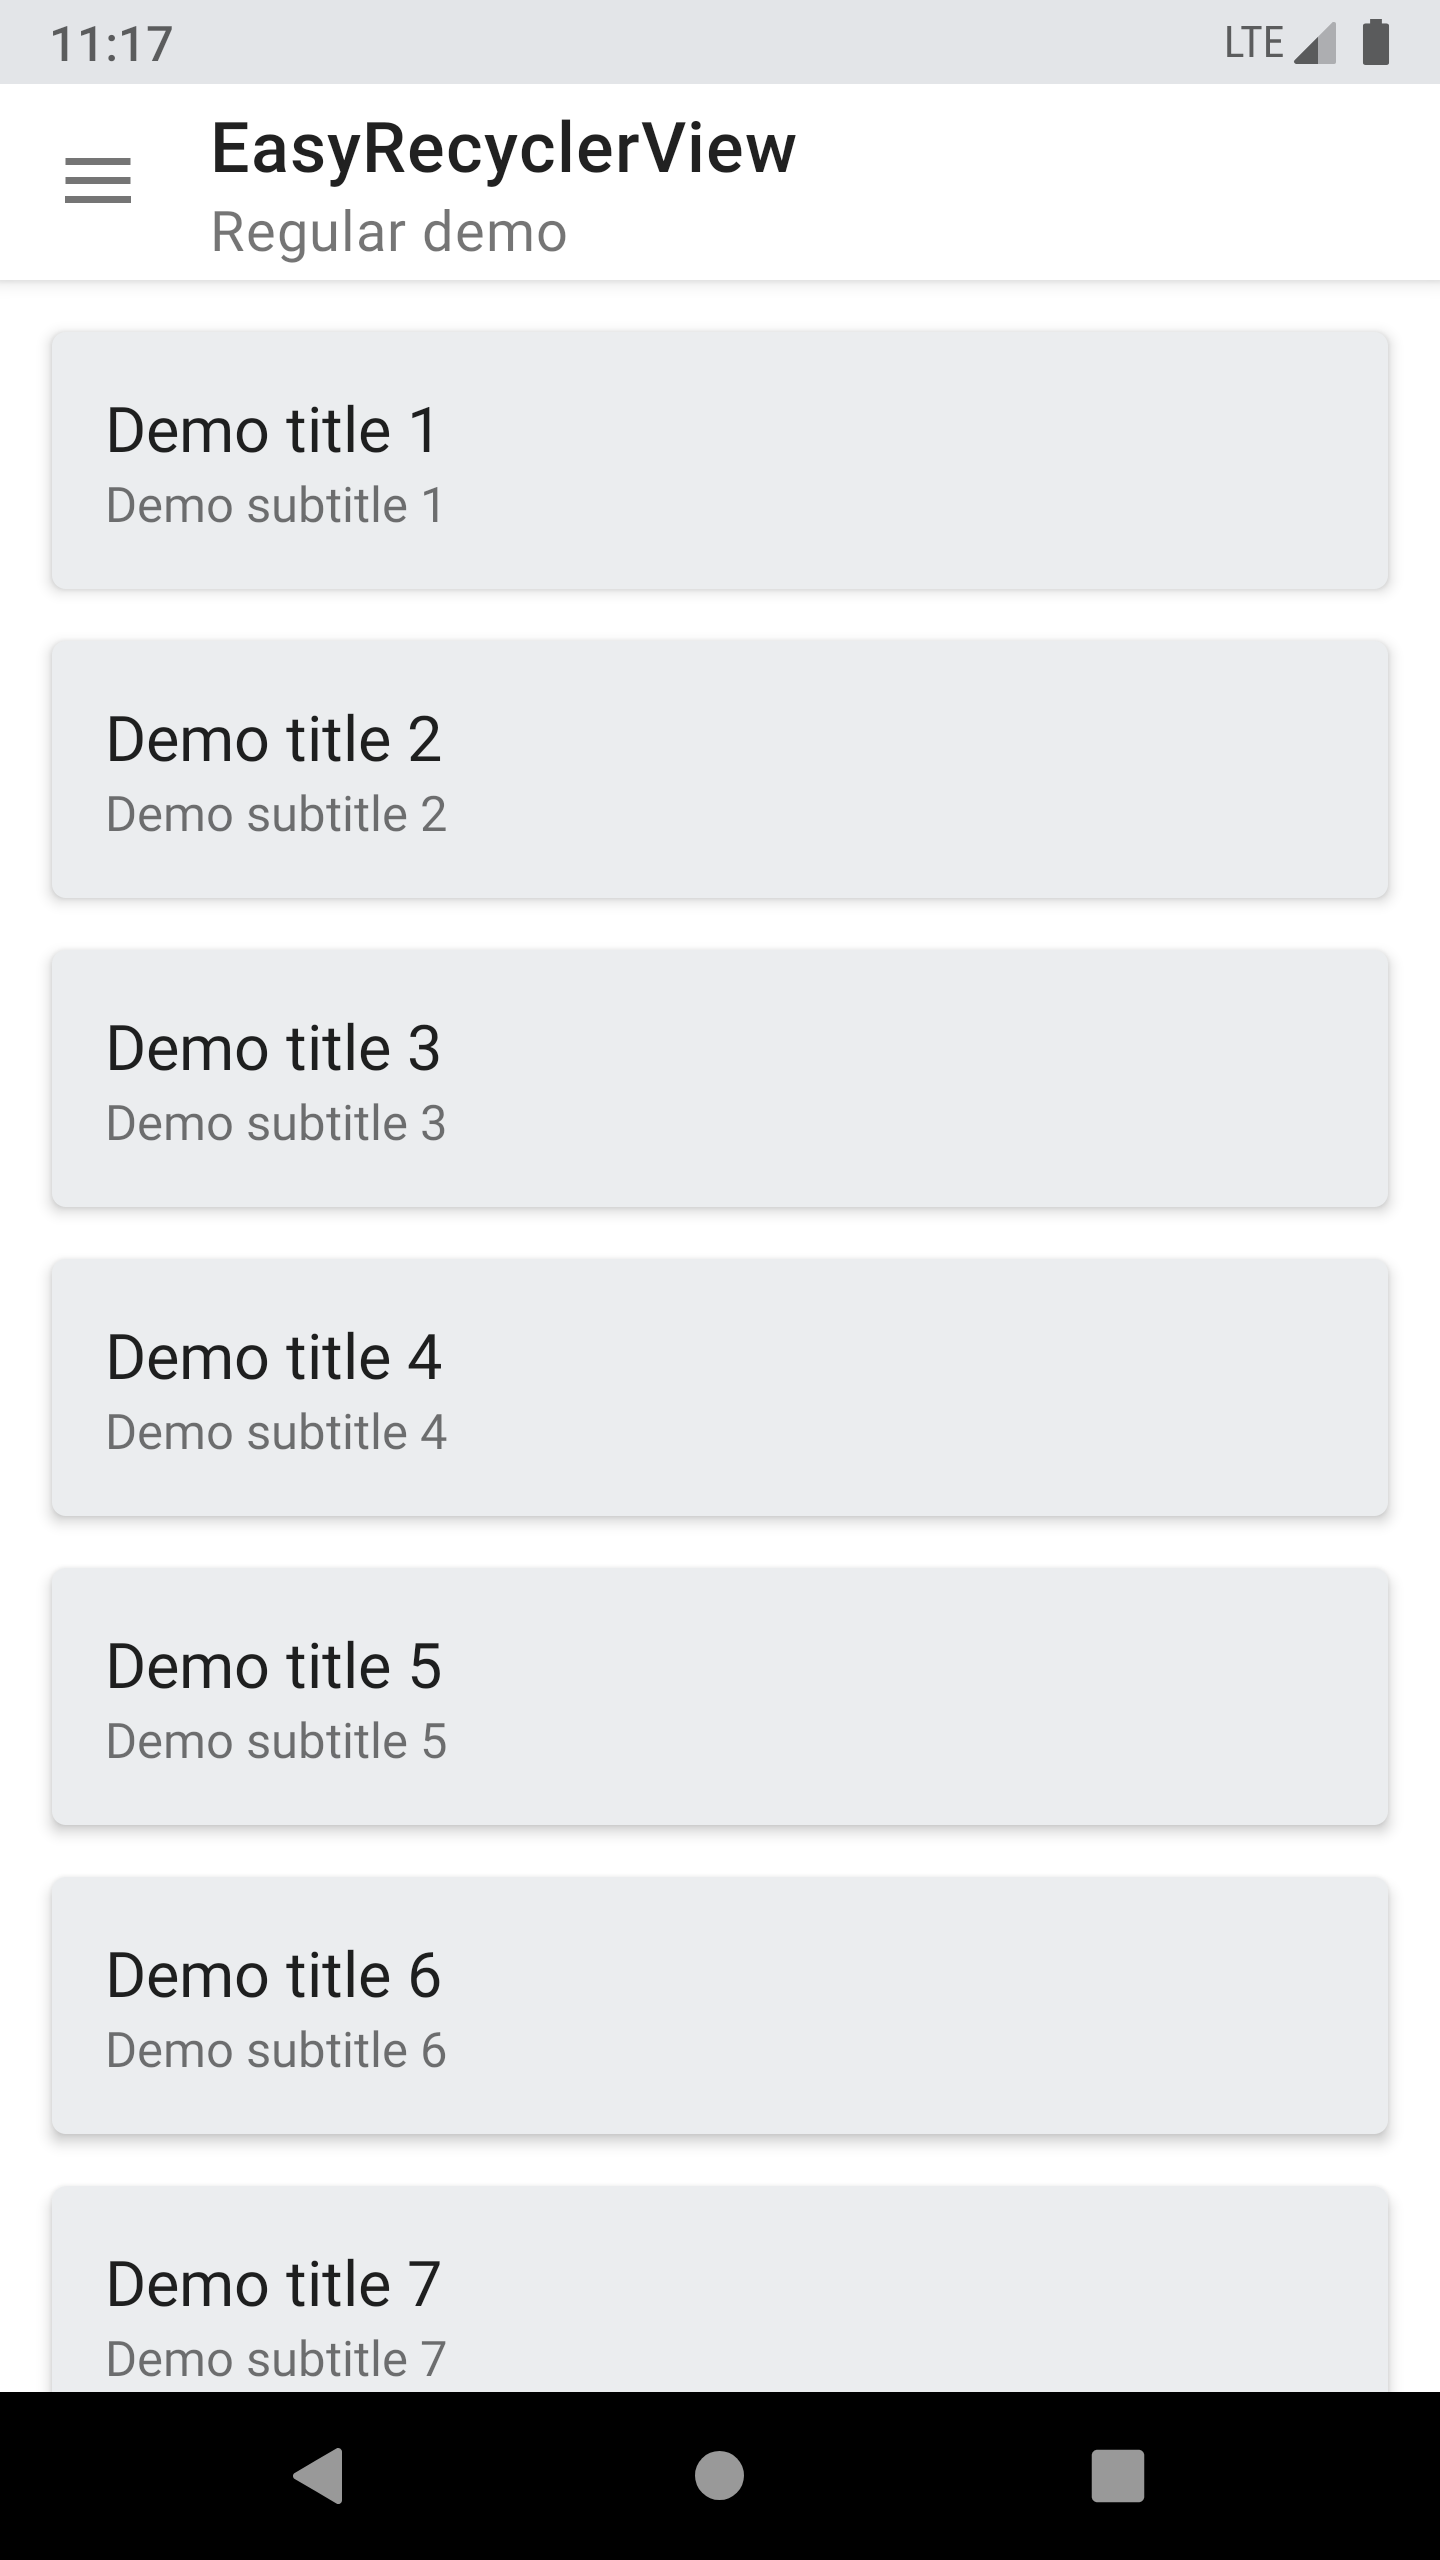 11:17
LTE
EasyRecyclerView
Regular demo
Demo title 1
Demo subtitle 1
Demo title 2
Demo subtitle 2
Demo title 3
Demo subtitle 3
Demo title 4
Demo subtitle 4
Demo title 5
Demo subtitle 5
Demo title 6
Demo subtitle 6
Demo title 7
Demo subtitle 7